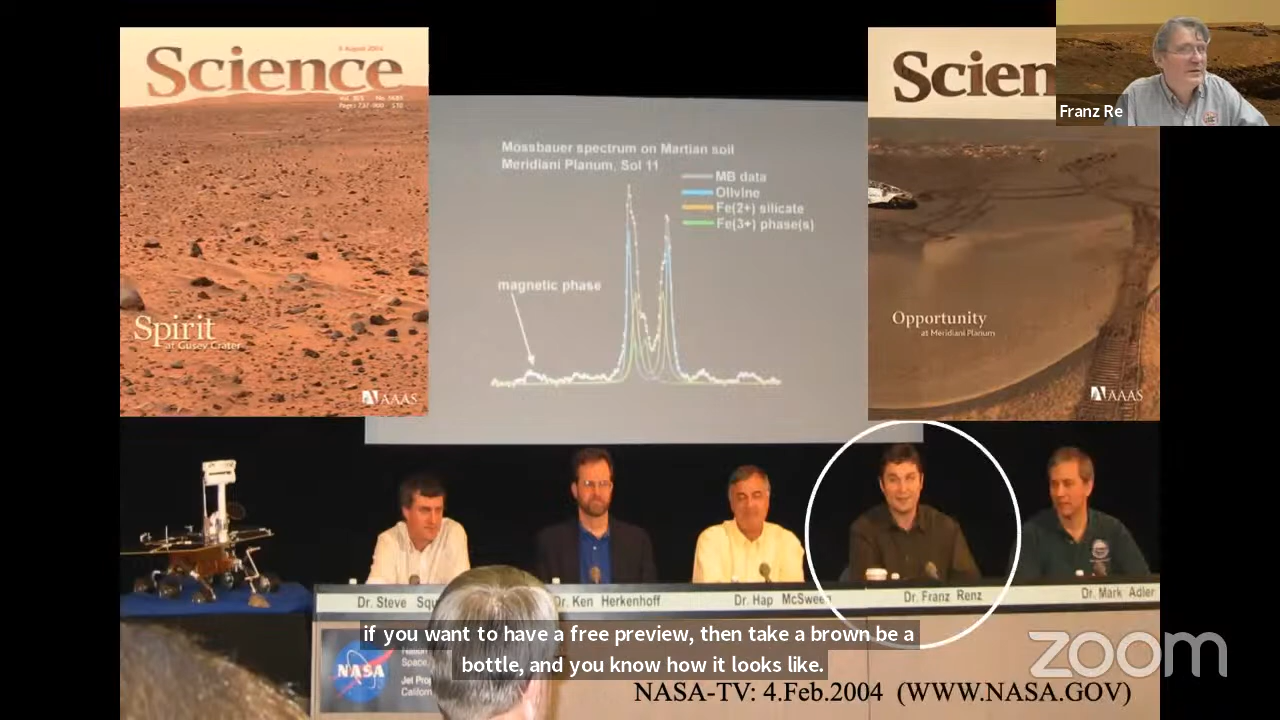 Science
Spirit
at Gusev Crater
AAAS
Mossbauer spectrum on Martian soil
Meridiani Planum, Sol 11
MB data
Olivine
Fe(2+) silicate
Fe(3+) phase(s)
magnetic phase
Scien
Opportunity
at Meridiani Planum
AAAS
Franz Re
Dr. Steve
Dr. Ken Herkenhoff
Dr. Hap McSween
Dr. Franz Renz
Dr. Mark Adler
NASA
if you want to have a free preview, then take a brown be a
bottle, and you know how it looks like.
NASA-TV: 4.Feb.2004 (WWW.NASA.GOV)
zoom